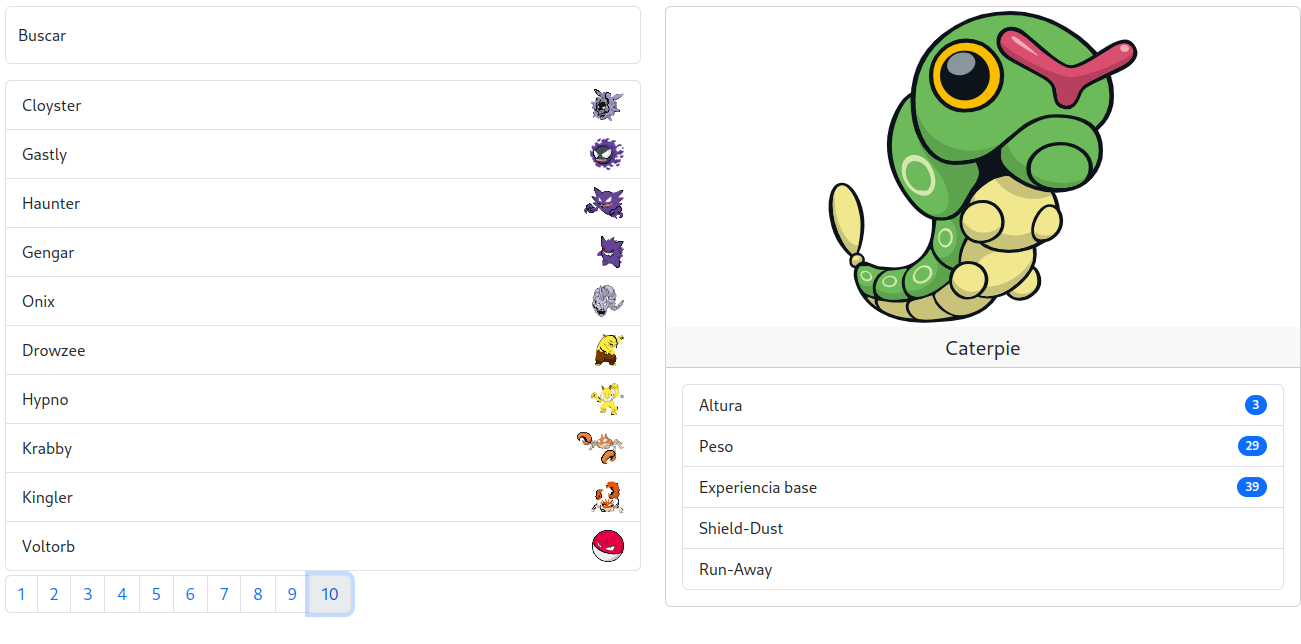 Buscar
Cloyster
Gastly
Haunter
Gengar
Onix
Drowzee
Hypno
Krabby
Kingler
Voltorb
1 2 3 4 5 6 7 8 9 10
Caterpie
Altura 3
Peso 29
Experiencia base 39
Shield-Dust
Run-Away